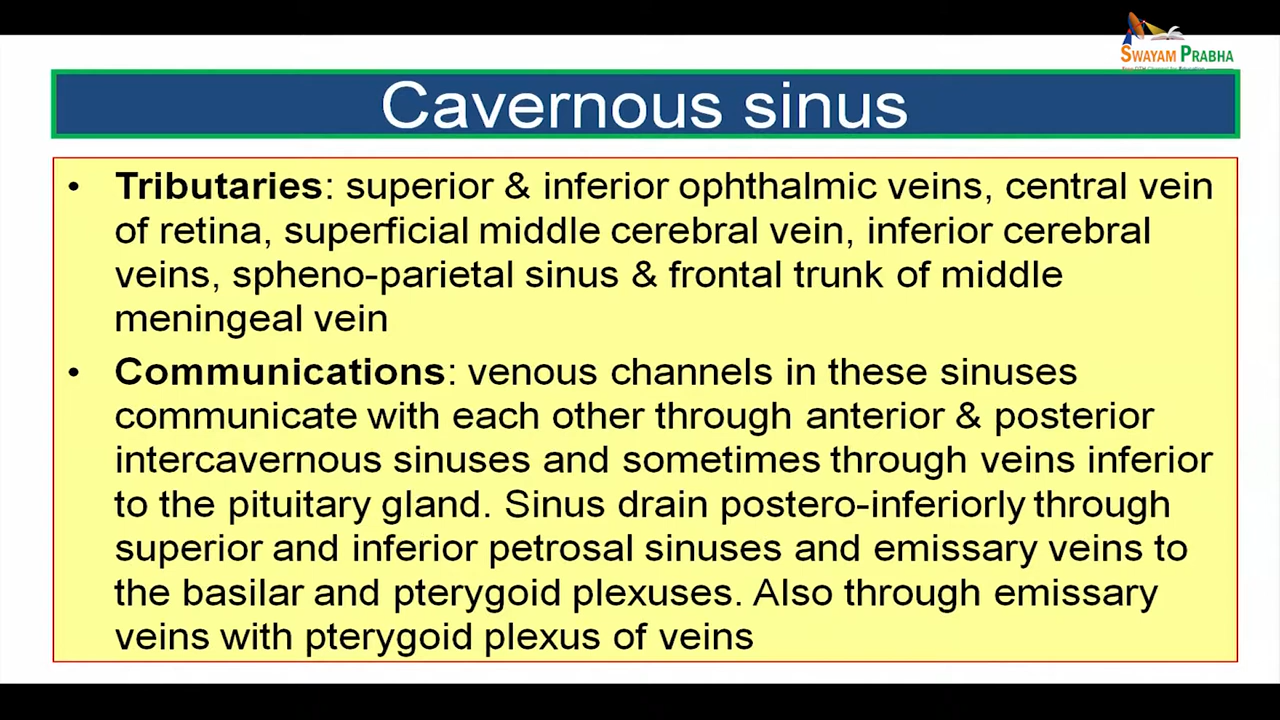 SWAYAM PRABHA
Cavernous sinus
• Tributaries: superior & inferior ophthalmic veins, central vein
of retina, superficial middle cerebral vein, inferior cerebral
veins, spheno-parietal sinus & frontal trunk of middle
meningeal vein
• Communications: venous channels in these sinuses
communicate with each other through anterior & posterior
intercavernous sinuses and sometimes through veins inferior
to the pituitary gland. Sinus drain postero-inferiorly through
superior and inferior petrosal sinuses and emissary veins to
the basilar and pterygoid plexuses. Also through emissary
veins with pterygoid plexus of veins